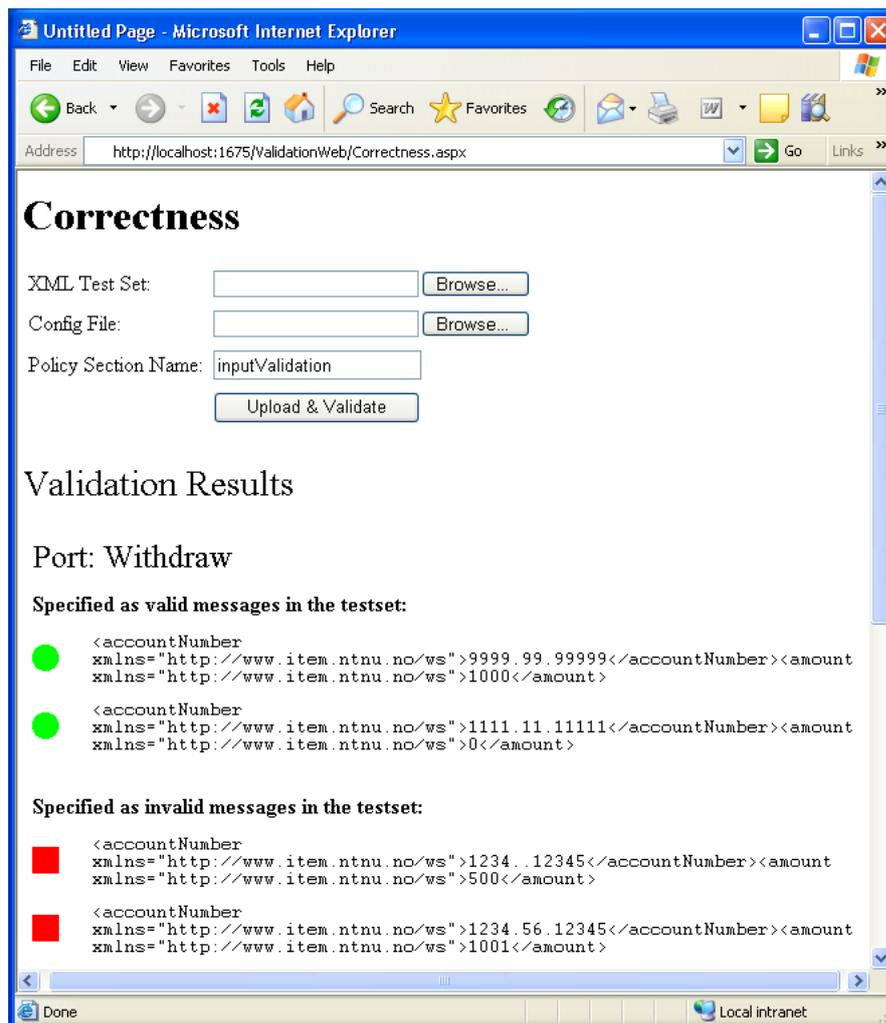 Untitled Page - Microsoft Internet Explorer
File Edit View Favorites Tools Help
Back Search Favorites
Address http://localhost:1675/ValidationWeb/Correctness.aspx Go Links »
Correctness
XML Test Set: Browse...
Config File: Browse...
Policy Section Name: inputValidation
Upload & Validate
Validation Results
Port: Withdraw
Specified as valid messages in the testset:
<accountNumber
xmlns="http://www.item.ntnu.no/ws">9999.99.99999</accountNumber><amount
xmlns="http://www.item.ntnu.no/ws">1000</amount>
<accountNumber
xmlns="http://www.item.ntnu.no/ws">1111.11.11111</accountNumber><amount
xmlns="http://www.item.ntnu.no/ws">0</amount>
Specified as invalid messages in the testset:
<accountNumber
xmlns="http://www.item.ntnu.no/ws">1234..12345</accountNumber><amount
xmlns="http://www.item.ntnu.no/ws">500</amount>
<accountNumber
xmlns="http://www.item.ntnu.no/ws">1234.56.12345</accountNumber><amount
xmlns="http://www.item.ntnu.no/ws">1001</amount>
Done Local intranet